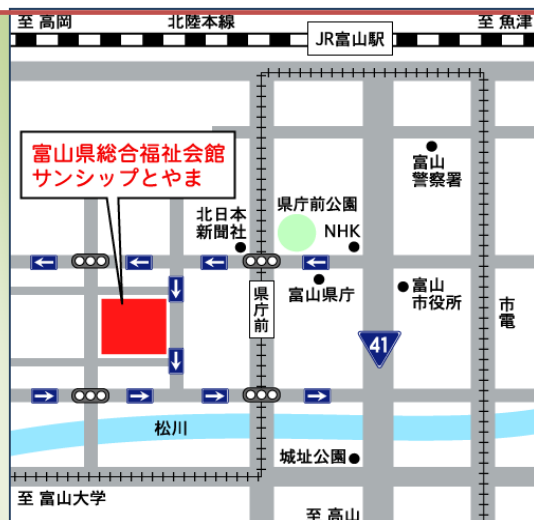 至 高岡
北陸本線
至 魚津
JR富山駅
富山県総合福祉会館
サンシップとやま
富山
警察署
県庁前公園
北日本
新聞社
NHK
富山県庁
富山
市役所
県庁前
市電
41
松川
城址公園
至 富山大学
至 高山